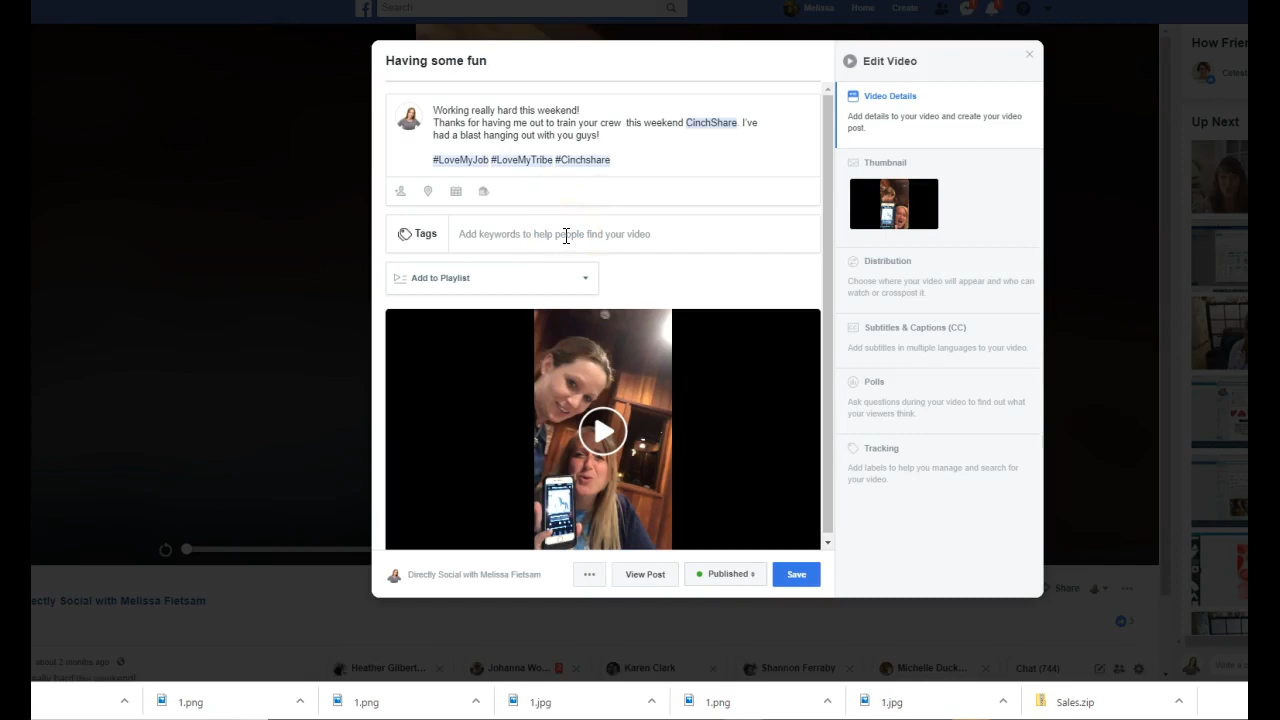 Search
Melissa
Home
Create
Having some fun
Edit Video
How Frien
Celest
Working really hard this weekend!
Thanks for having me out to train your crew this weekend CinchShare. I've
had a blast hanging out with you guys!
#LoveMyJob #LoveMyTribe #Cinchshare
Video Details
Add details to your video and create your video
post.
Up Next
Thumbnail
Tags
Add keywords to help people find your video
Add to Playlist
Distribution
Choose where your video will appear and who can
watch or crosspost it.
Subtitles & Captions (CC)
Add subtitles in multiple languages to your video.
Polls
Ask questions during your video to find out what
your viewers think.
Tracking
Add labels to help you manage and search for
your video.
Directly Social with Melissa Fietsam
View Post
Published
Save
Share
ectly Social with Melissa Fietsam
3
about 2 months ago
Heather Gilbert...
Johanna Wo...
Karen Clark
Shannon Ferraby
Michelle Duck...
Chat (744)
Write a c
1.png
1.png
1.jpg
1.png
1.jpg
Sales.zip